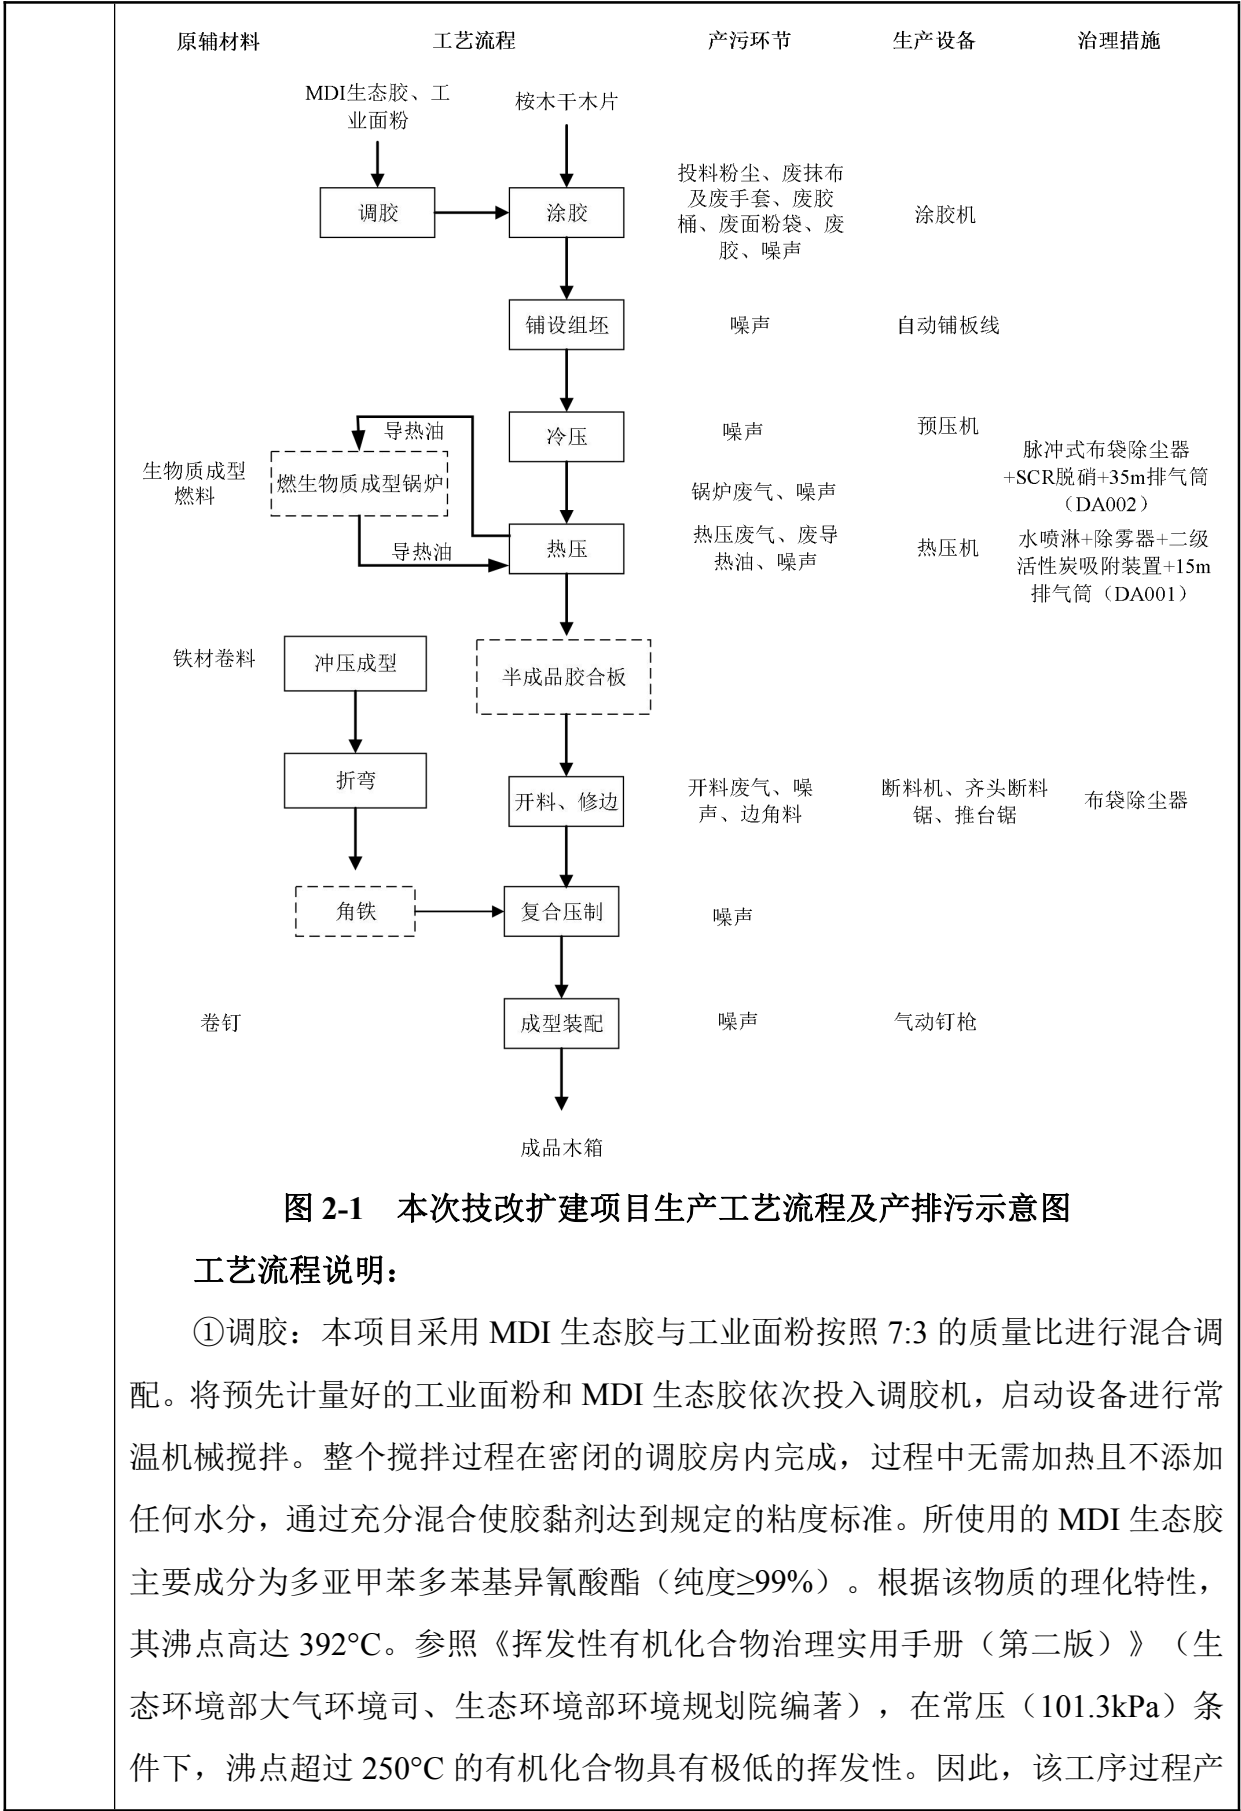 原辅材料 工艺流程 产污环节 生产设备 治理措施
MDI生态胶、工
业面粉
桉木干木片
投料粉尘、废抹布
及废手套、废胶
桶、废面粉袋、废
胶、噪声
调胶
涂胶
涂胶机
铺设组坯
噪声
自动铺板线
导热油
冷压
噪声
预压机
生物质成型
燃料
燃生物质成型锅炉
锅炉废气、噪声
脉冲式布袋除尘器
+SCR脱硝+35m排气筒
（DA002）
导热油
热压
热压废气、废导
热油、噪声
热压机
水喷淋+除雾器+二级
活性炭吸附装置+15m
排气筒（DA001）
铁材卷料
冲压成型
半成品胶合板
折弯
开料、修边
开料废气、噪
声、边角料
断料机、齐头断料
锯、推台锯
布袋除尘器
角铁
复合压制
噪声
卷钉
成型装配
噪声
气动钉枪
成品木箱
图 2-1 本次技改扩建项目生产工艺流程及产排污示意图
工艺流程说明：
①调胶：本项目采用 MDI 生态胶与工业面粉按照 7:3 的质量比进行混合调
配。将预先计量好的工业面粉和 MDI 生态胶依次投入调胶机，启动设备进行常
温机械搅拌。整个搅拌过程在密闭的调胶房内完成，过程中无需加热且不添加
任何水分，通过充分混合使胶黏剂达到规定的粘度标准。所使用的 MDI 生态胶
主要成分为多亚甲苯多苯基异氰酸酯（纯度≥99%）。根据该物质的理化特性，
其沸点高达 392°C。参照《挥发性有机化合物治理实用手册（第二版）》（生
态环境部大气环境司、生态环境部环境规划院编著），在常压（101.3kPa）条
件下，沸点超过 250°C 的有机化合物具有极低的挥发性。因此，该工序过程产